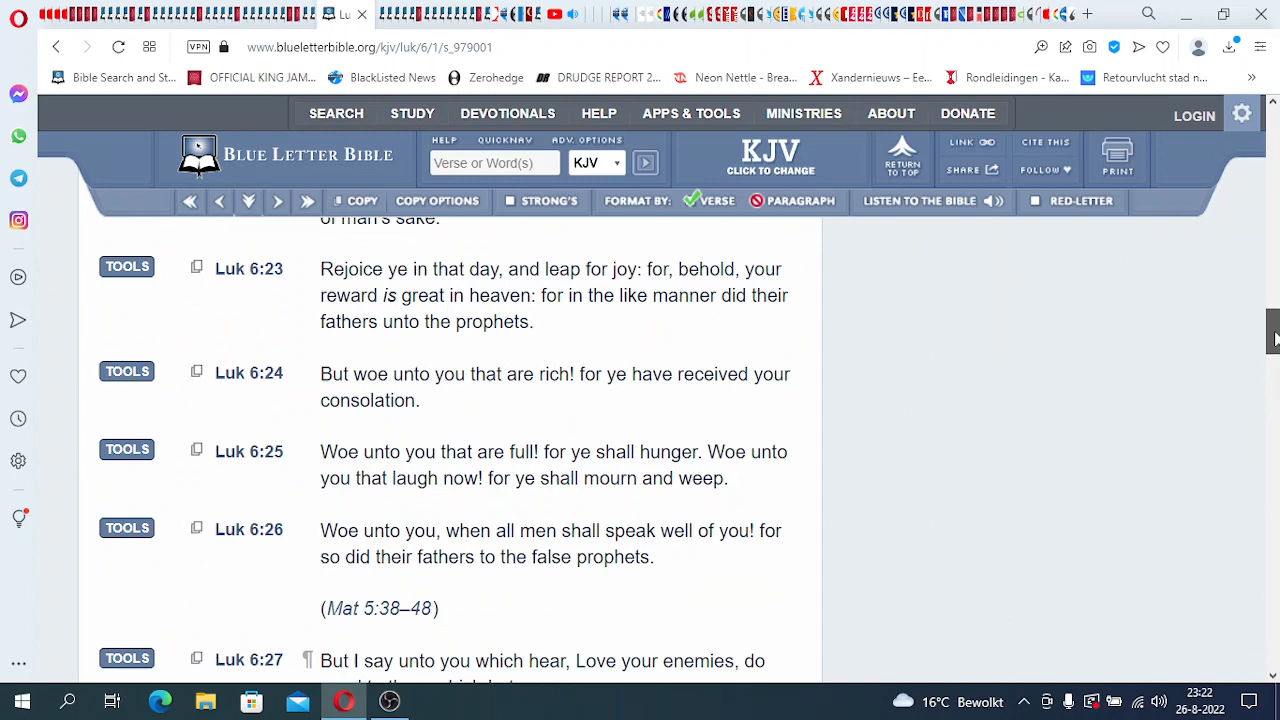 Lu
VPN
www.blueletterbible.org/kjv/luk/6/1/s_979001
Bible Search and St...
OFFICIAL KING JAM...
BlackListed News
Zerohedge
DRUDGE REPORT 2...
Neon Nettle - Brea...
Xandernieuws – Ee...
Rondleidingen - Ka...
Retourvlucht stad n...
»
SEARCH
STUDY
DEVOTIONALS
HELP
APPS & TOOLS
MINISTRIES
ABOUT
DONATE
LOGIN
BLUE LETTER BIBLE
HELP
QUICKNAV
ADV. OPTIONS
Verse or Word(s)
KJV
KJV
CLICK TO CHANGE
RETURN
TO TOP
LINK
CITE THIS
SHARE
FOLLOW
PRINT
COPY
COPY OPTIONS
STRONG'S
FORMAT BY:
VERSE
PARAGRAPH
LISTEN TO THE BIBLE
RED-LETTER
of man's sake.
TOOLS
Luk 6:23
Rejoice ye in that day, and leap for joy: for, behold, your
reward is great in heaven: for in the like manner did their
fathers unto the prophets.
TOOLS
Luk 6:24
But woe unto you that are rich! for ye have received your
consolation.
TOOLS
Luk 6:25
Woe unto you that are full! for ye shall hunger. Woe unto
you that laugh now! for ye shall mourn and weep.
TOOLS
Luk 6:26
Woe unto you, when all men shall speak well of you! for
so did their fathers to the false prophets.
(Mat 5:38–48)
TOOLS
Luk 6:27
¶ But I say unto you which hear, Love your enemies, do
16°C Bewolkt
23:22
26-8-2022